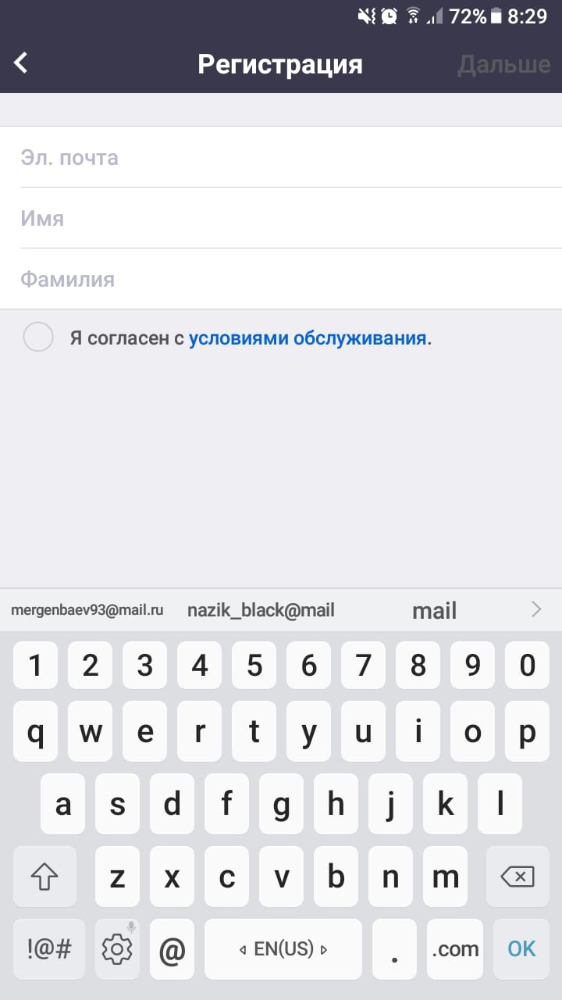 72% 8:29
Регистрация Дальше
Эл. почта
Имя
Фамилия
Я согласен с условиями обслуживания.
mergenbaev93@mail.ru nazik_black@mail mail
1 2 3 4 5 6 7 8 9 0
q w e r t y u i o p
a s d f g h j k l
z x c v b n m
!@# @ EN(US) . .com OK